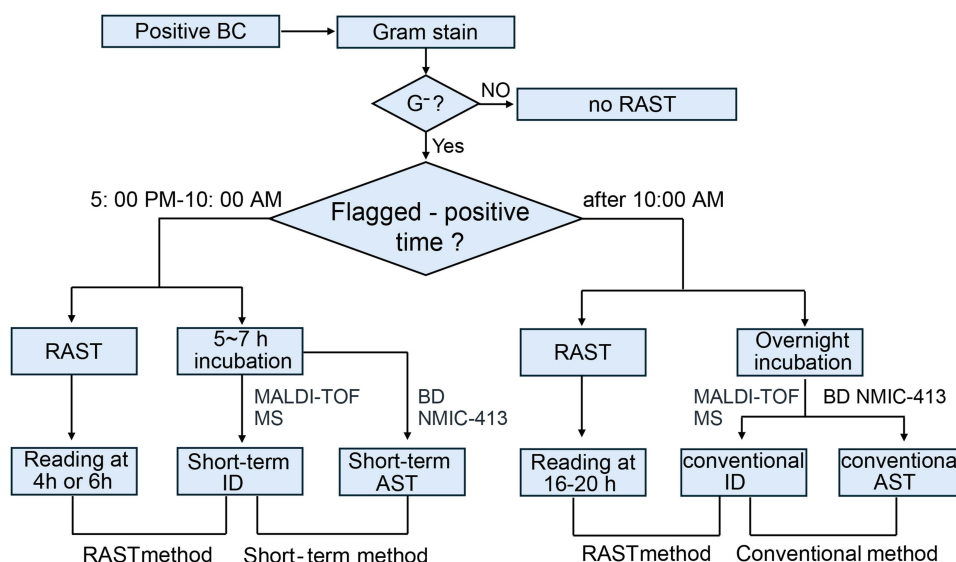 Positive BC
Gram stain
G⁻?
NO
no RAST
Yes
5: 00 PM-10: 00 AM
Flagged - positive
time ?
after 10:00 AM
RAST
5~7 h
incubation
RAST
Overnight
incubation
MALDI-TOF
MS
BD
NMIC-413
MALDI-TOF
MS
BD NMIC-413
Reading at
4h or 6h
Short-term
ID
Short-term
AST
Reading at
16-20 h
conventional
ID
conventional
AST
RASTmethod
Short-term method
RASTmethod
Conventional method